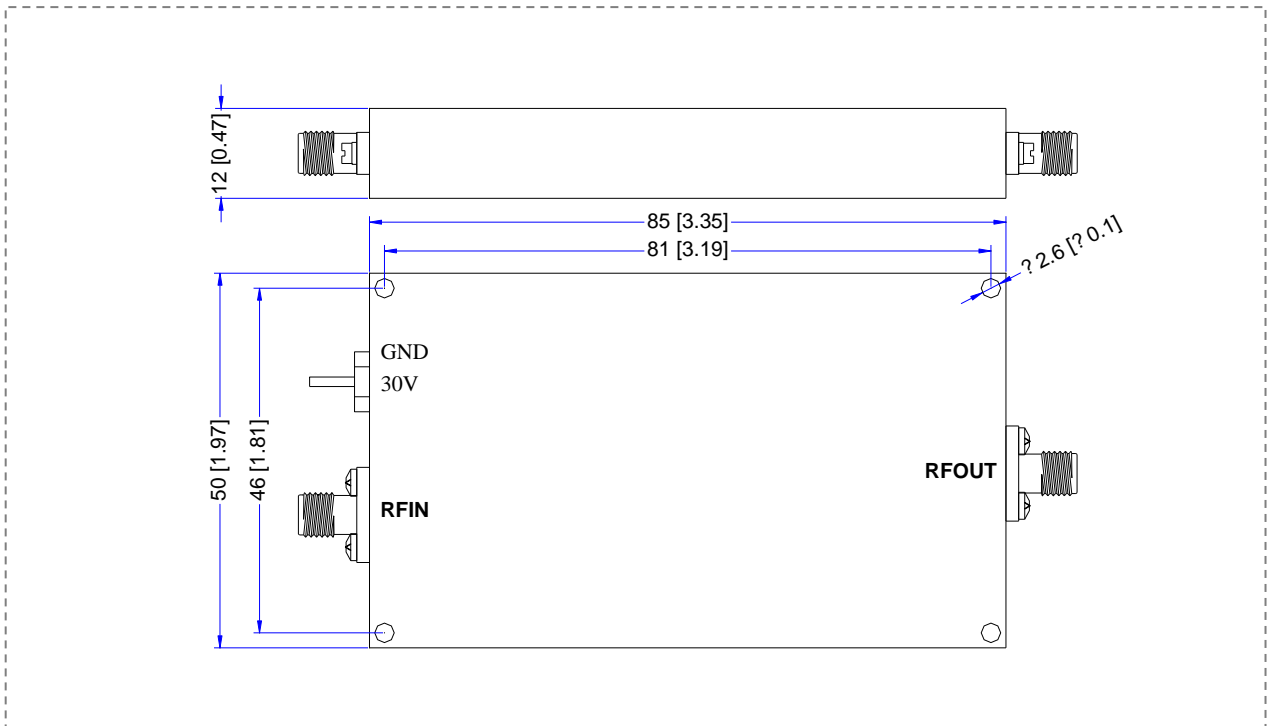 12 [0.47]
85 [3.35]
81 [3.19]
? 2.6 [? 0.1]
GND
30V
50 [1.97]
46 [1.81]
RFIN
RFOUT